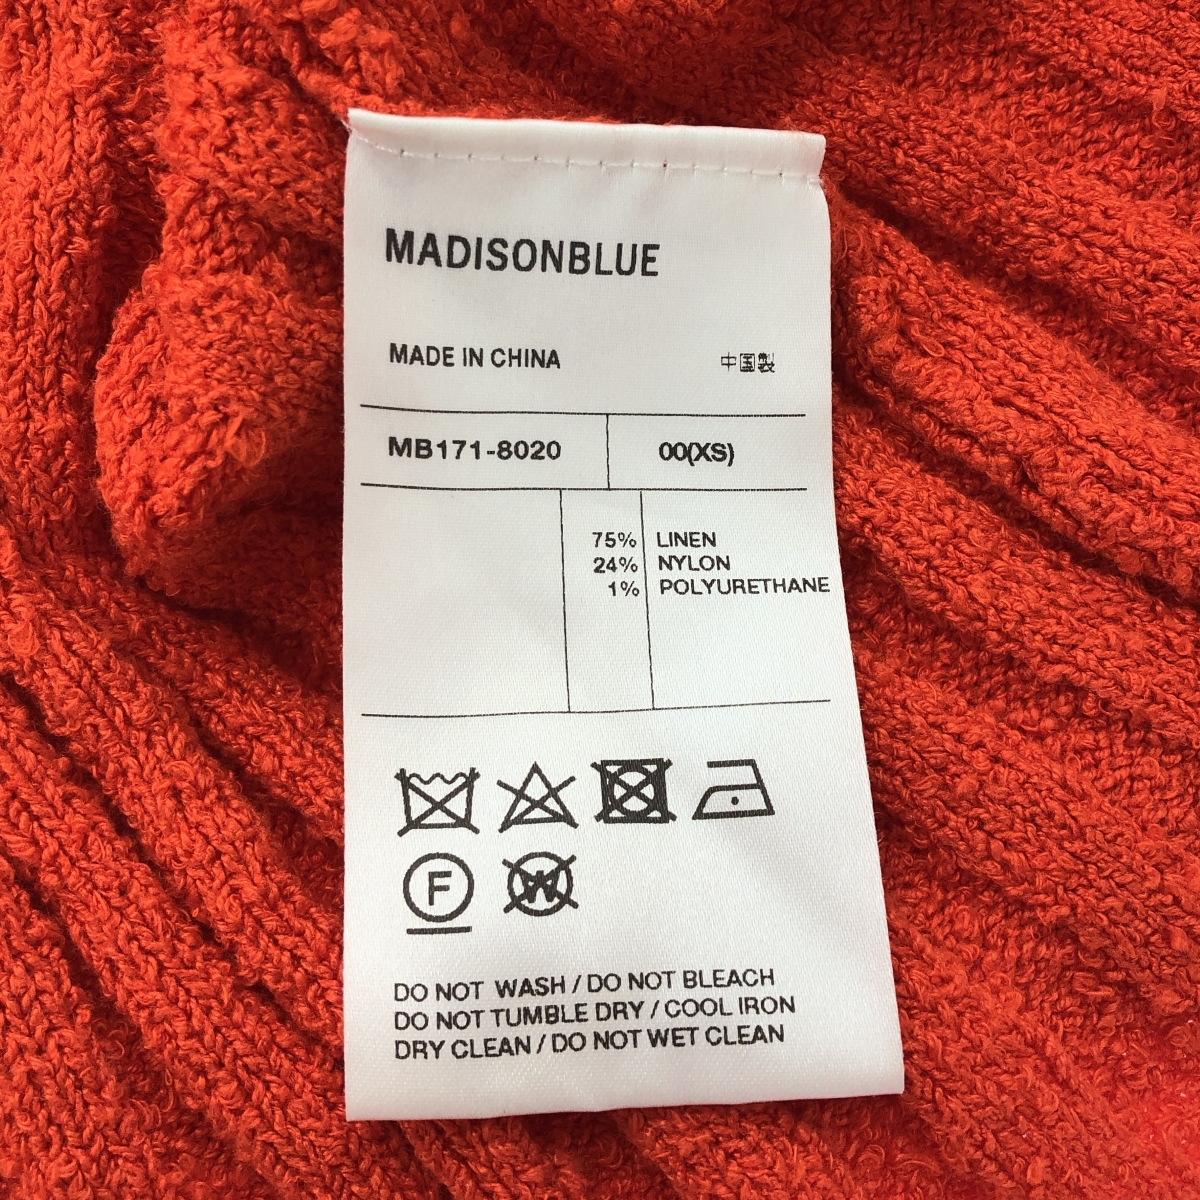 MADISONBLUE
MADE IN CHINA 中国製
MB171-8020 00(XS)
75% LINEN
24% NYLON
1% POLYURETHANE
F W
DO NOT WASH / DO NOT BLEACH
DO NOT TUMBLE DRY / COOL IRON
DRY CLEAN / DO NOT WET CLEAN